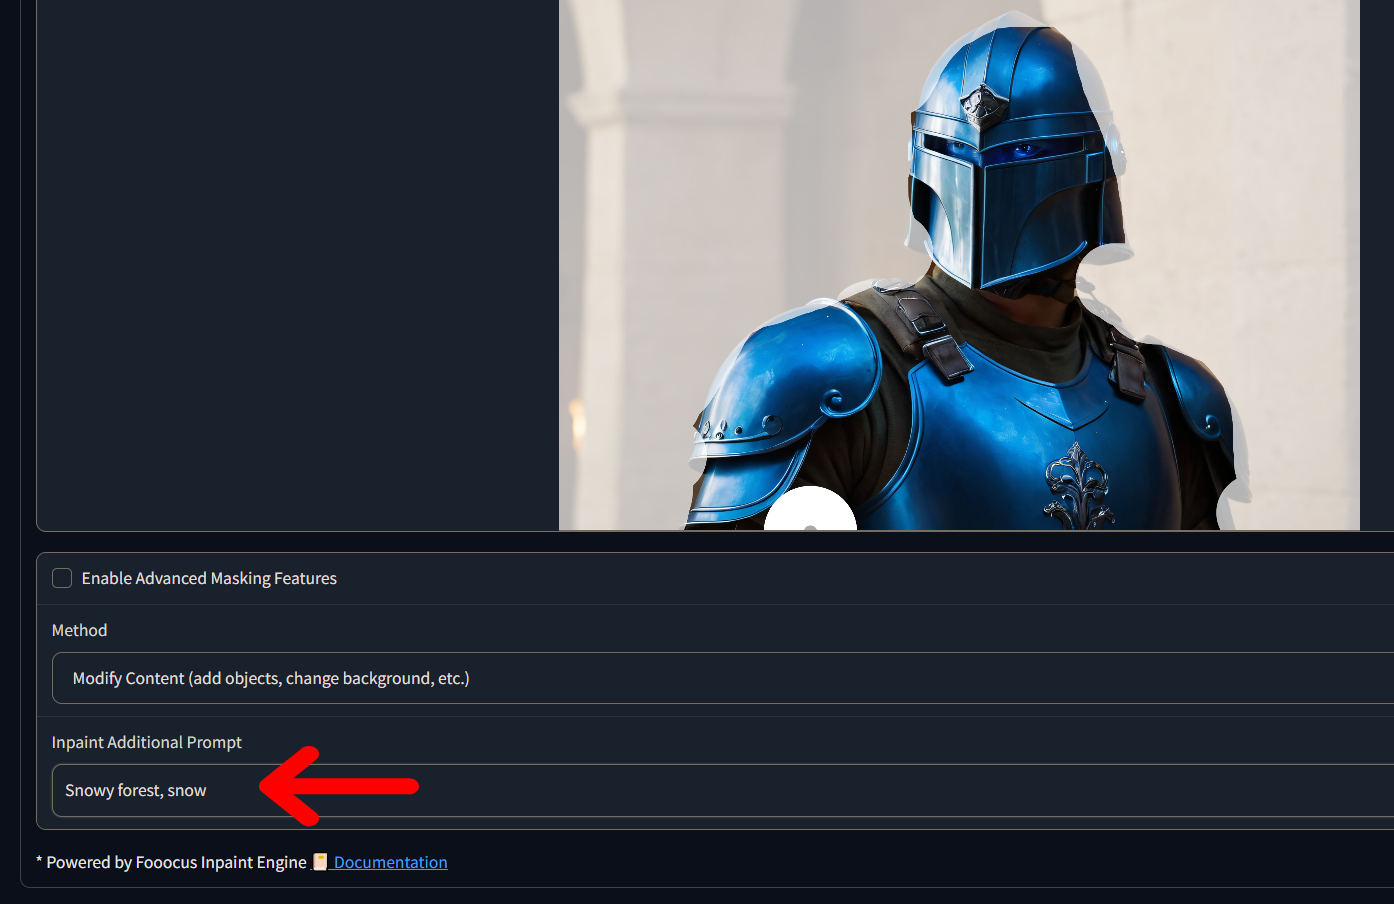 Enable Advanced Masking Features
Method
Modify Content (add objects, change background, etc.)
Inpaint Additional Prompt
Snowy forest, snow
* Powered by Fooocus Inpaint Engine 📔 Documentation